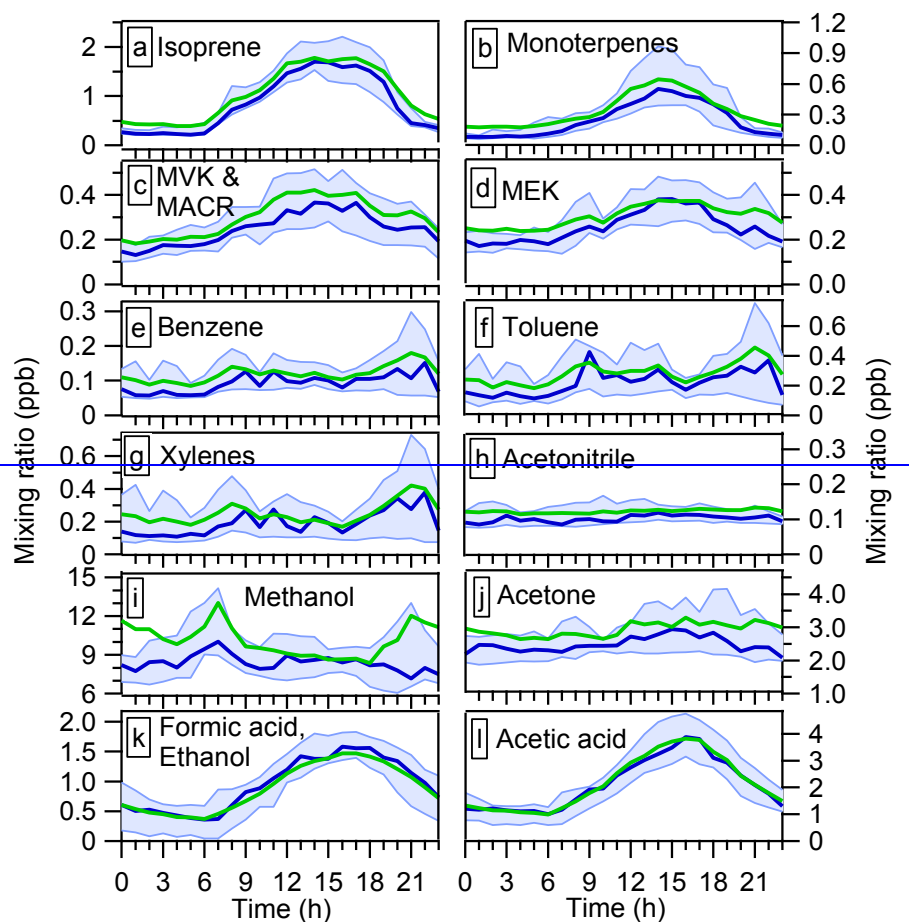 a Isoprene
2
1
0
b Monoterpenes
1.2
0.9
0.6
0.3
0.0
c MVK &
MACR
0.4
0.2
0
d MEK
0.4
0.2
0.0
e Benzene
0.3
0.2
0.1
0
f Toluene
0.6
0.4
0.2
0
g Xylenes
0.6
0.4
0.2
0
h Acetonitrile
0.3
0.2
0.1
0
i Methanol
15
12
9
6
j Acetone
4.0
3.0
2.0
1.0
k Formic acid,
Ethanol
2.0
1.5
1.0
0.5
0
l Acetic acid
4
3
2
1
0
Mixing ratio (ppb)
Mixing ratio (ppb)
0 3 6 9 12 15 18 21
0 3 6 9 12 15 18 21
Time (h)
Time (h)